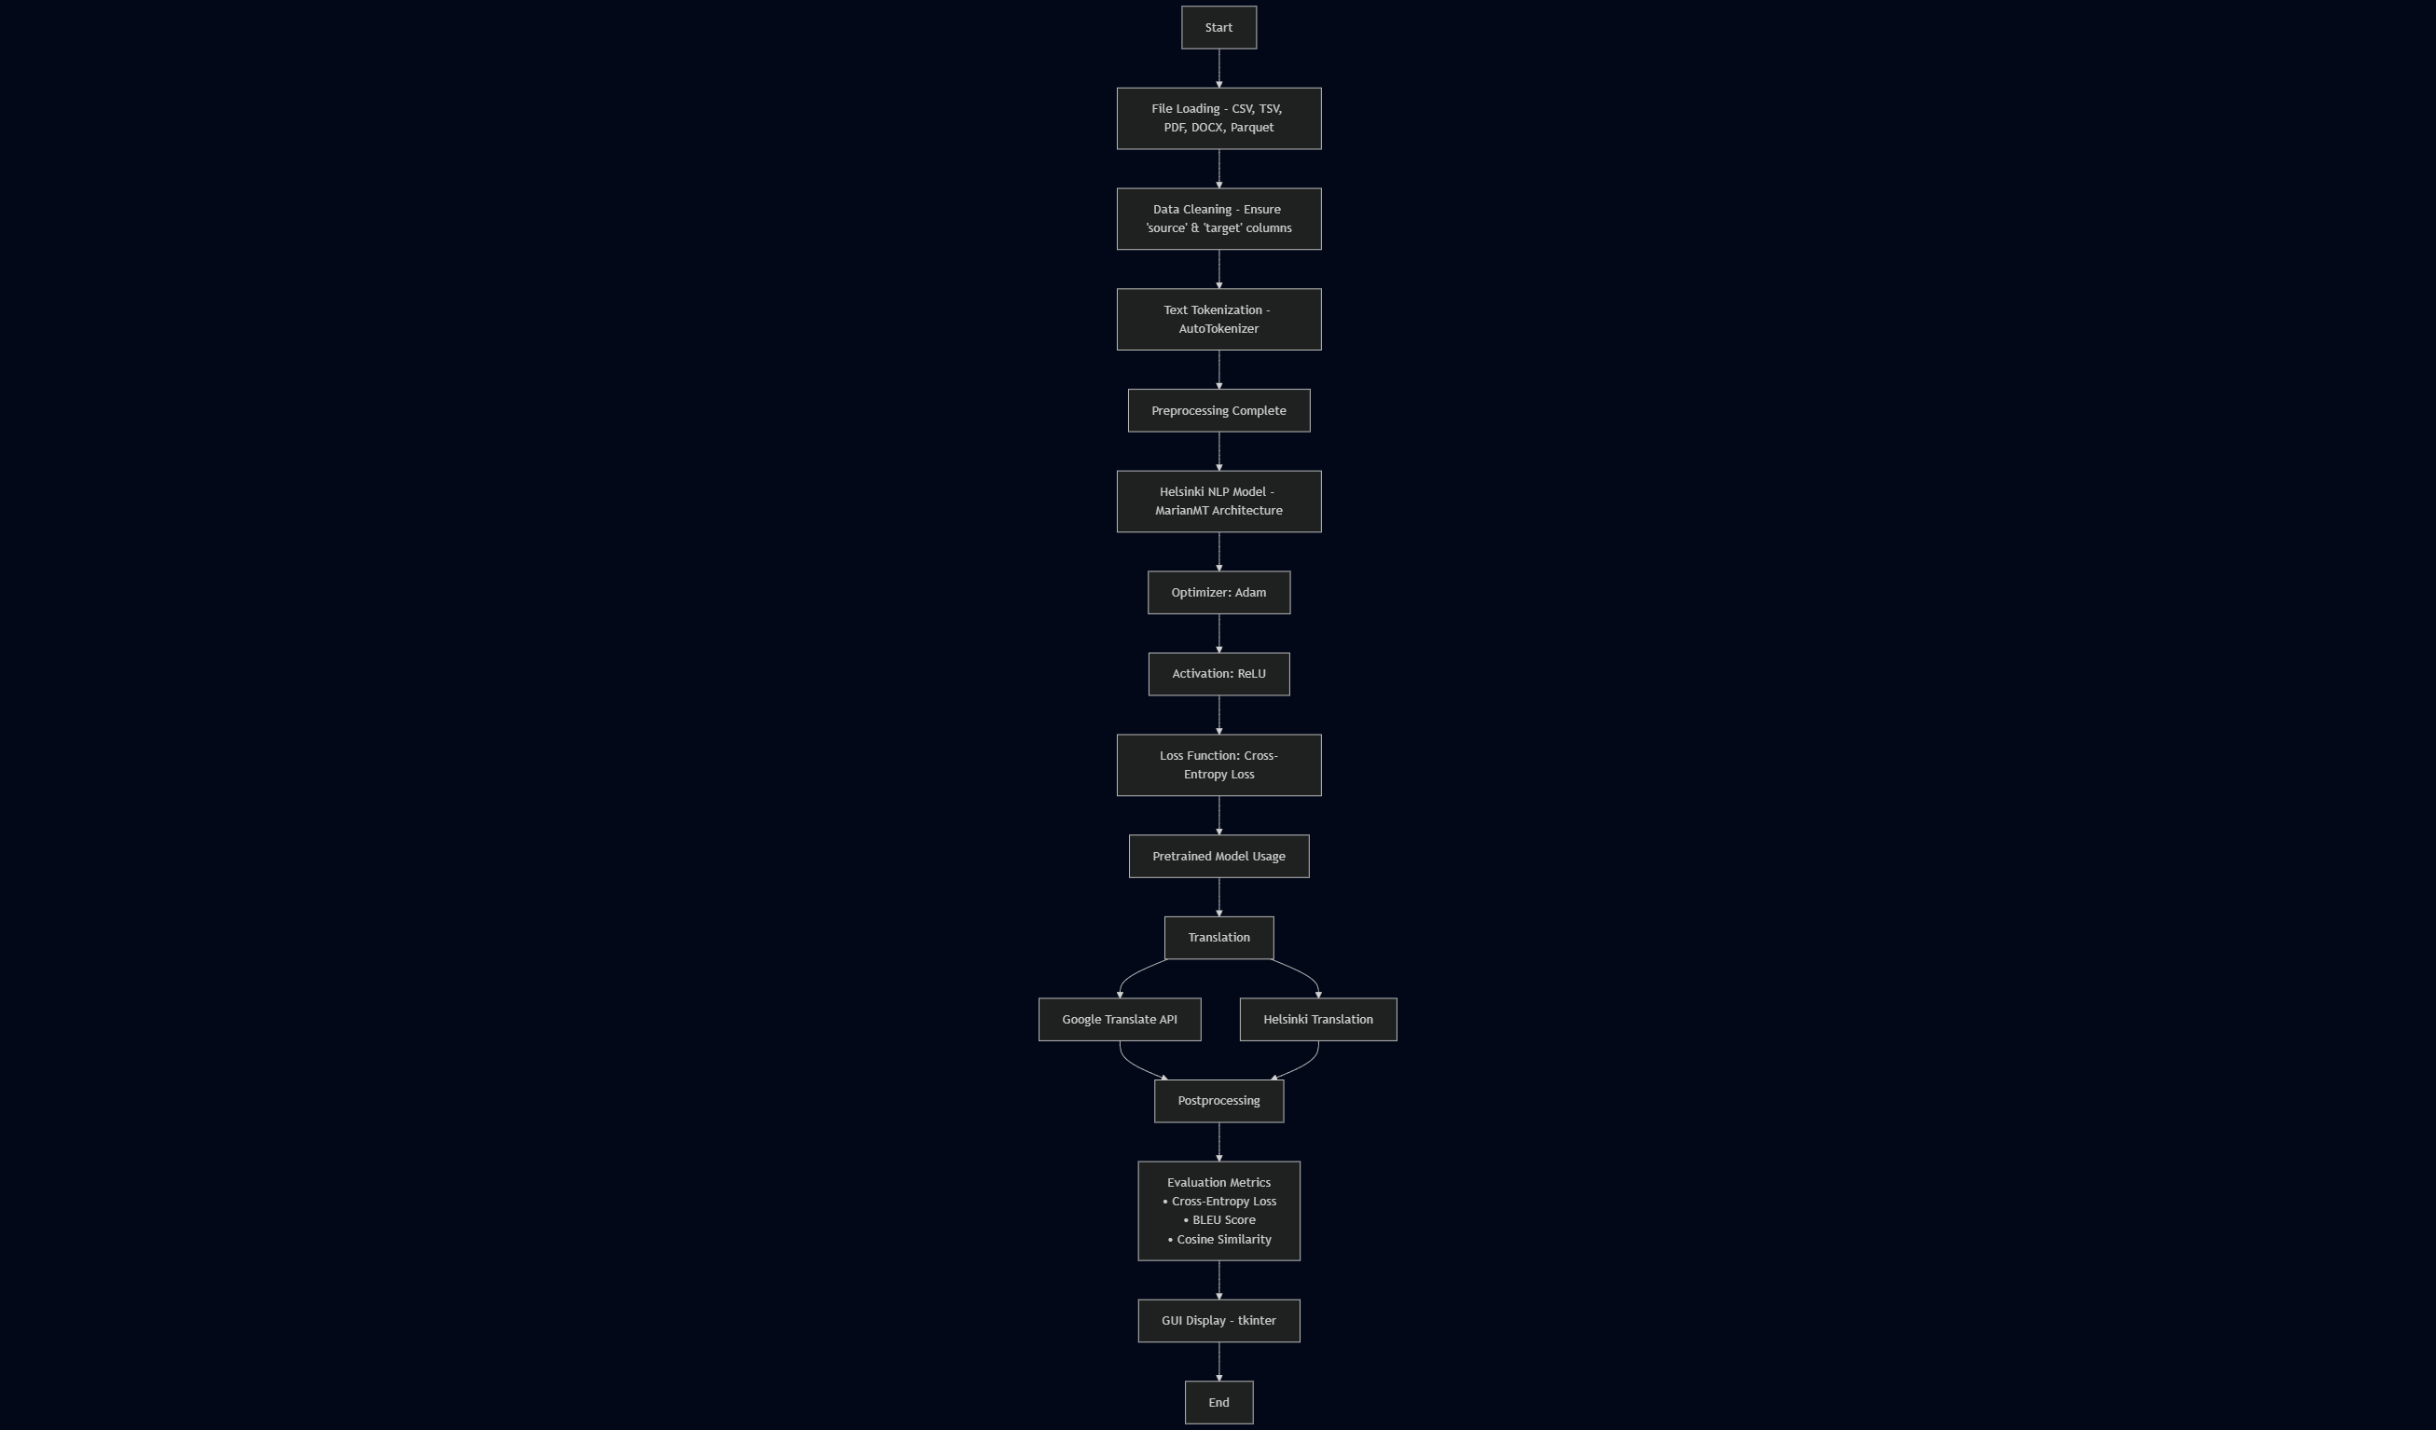 Start
File Loading - CSV, TSV,
PDF, DOCX, Parquet
Data Cleaning - Ensure
'source' & 'target' columns
Text Tokenization -
AutoTokenizer
Preprocessing Complete
Helsinki NLP Model -
MarianMT Architecture
Optimizer: Adam
Activation: ReLU
Loss Function: Cross-
Entropy Loss
Pretrained Model Usage
Translation
Google Translate API
Helsinki Translation
Postprocessing
Evaluation Metrics
• Cross-Entropy Loss
• BLEU Score
• Cosine Similarity
GUI Display - tkinter
End